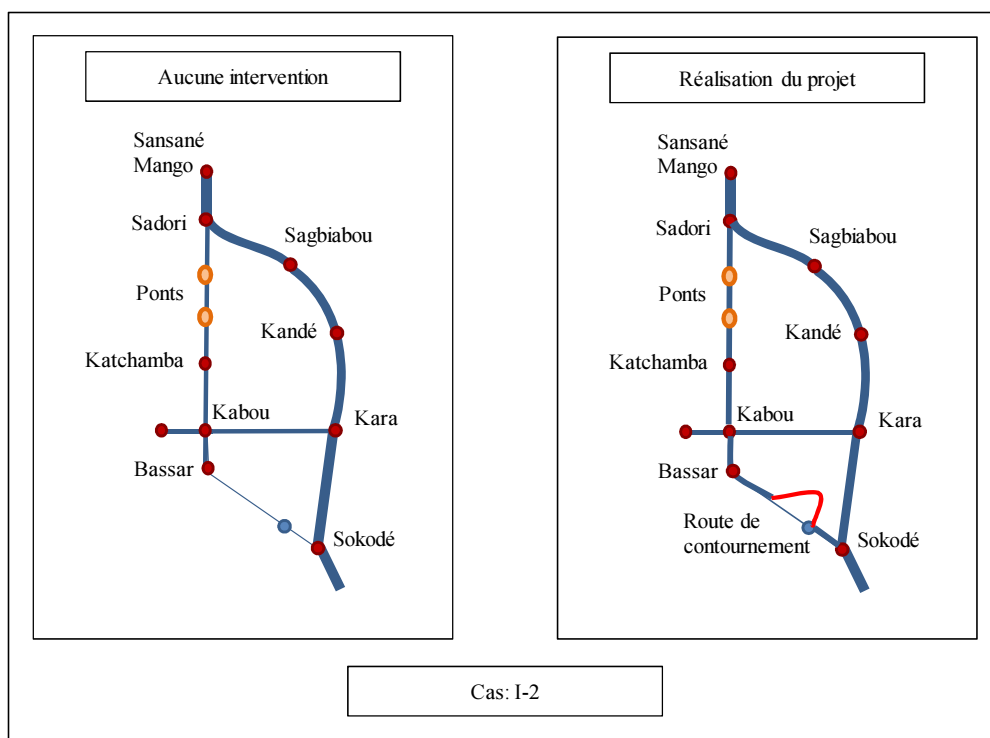 Aucune intervention
Sansané
Mango
Sadori
Sagbiabou
Ponts
Kandé
Katchamba
Kabou
Kara
Bassar
Sokodé
Réalisation du projet
Sansané
Mango
Sadori
Sagbiabou
Ponts
Kandé
Katchamba
Kabou
Kara
Bassar
Route de
contournement
Sokodé
Cas: I-2